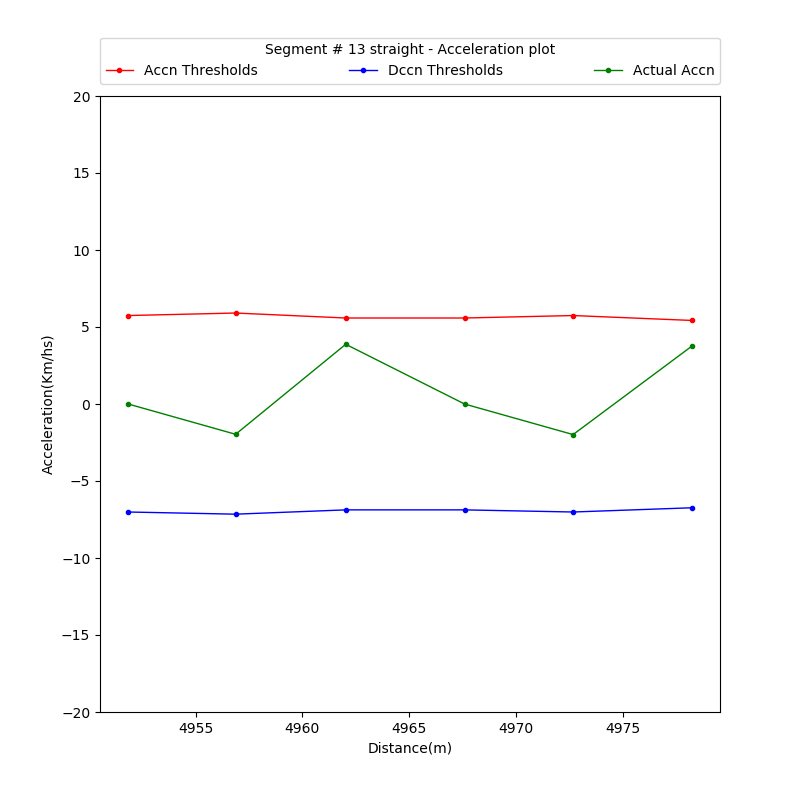 Segment # 13 straight - Acceleration plot
Accn Thresholds Dccn Thresholds Actual Accn
20
15
10
5
0
−5
−10
−15
−20
Acceleration(Km/hs)
4955 4960 4965 4970 4975
Distance(m)